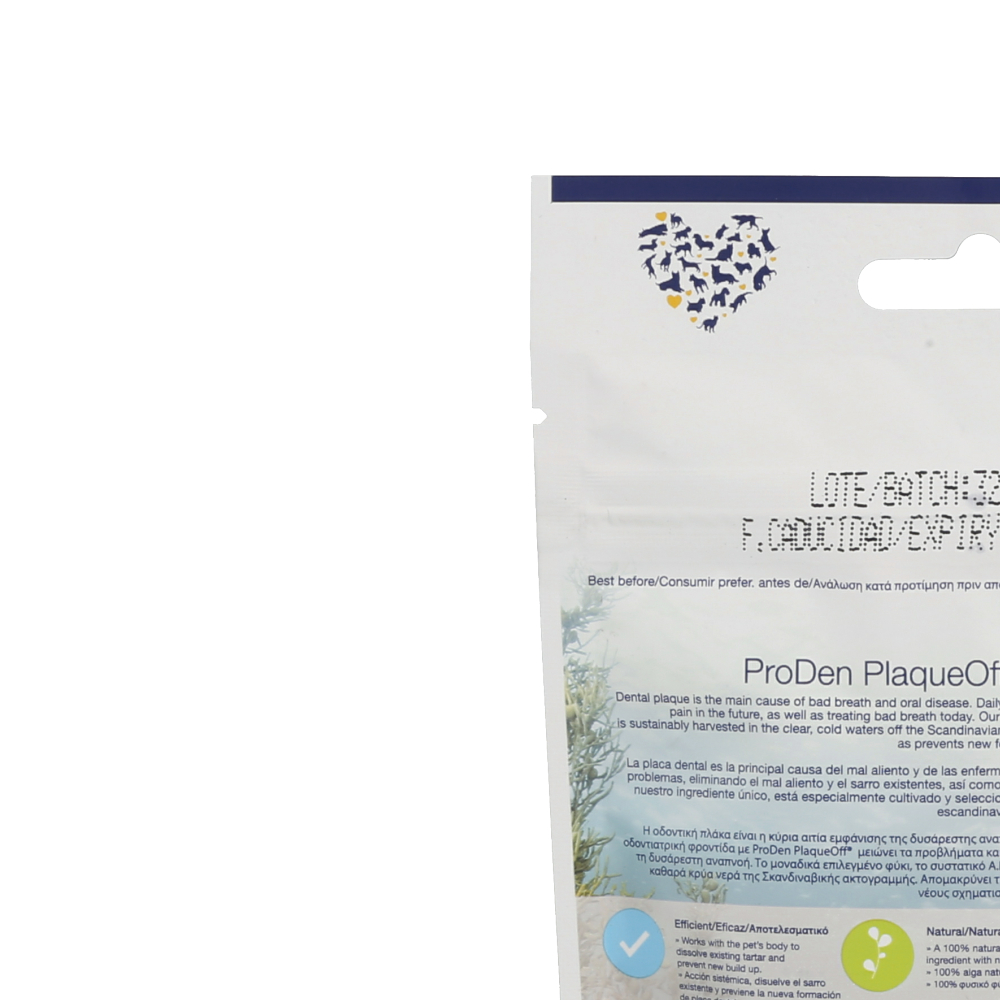 LOTE/BATCH:32
F.CADUCIDAD/EXPIRY
Best before/Consumir prefer. antes de/Ανάλωση κατά προτίμηση πριν απ
ProDen PlaqueOf
Dental plaque is the main cause of bad breath and oral disease. Daily
pain in the future, as well as treating bad breath today. Our
is sustainably harvested in the clear, cold waters off the Scandinavian
as prevents new f
La placa dental es la principal causa del mal aliento y de las enferm
problemas, eliminando el mal aliento y el sarro existentes, así como
nuestro ingrediente único, está especialmente cultivado y selecci
escandinav
Η οδοντική πλάκα είναι η κύρια αιτία εμφάνισης της δυσάρεστης ανα
οδοντιατρική φροντίδα με ProDen PlaqueOff® μειώνει τα προβλήματα κα
τη δυσάρεστη αναπνοή. Το μοναδικά επιλεγμένο φύκι, το συστατικό Α.
καθαρά κρύα νερά της Σκανδιναβικής ακτογραμμής. Απομακρύνει τ
νέους σχηματισ
Efficient/Eficaz/Αποτελεσματικό
» Works with the pet's body to
dissolve existing tartar and
prevent new build up.
» Acción sistémica, disuelve el sarro
existente y previene la nueva formación
Natural/Natura
» A 100% natura
ingredient with n
» 100% alga nat
» 100% φυσικό φ